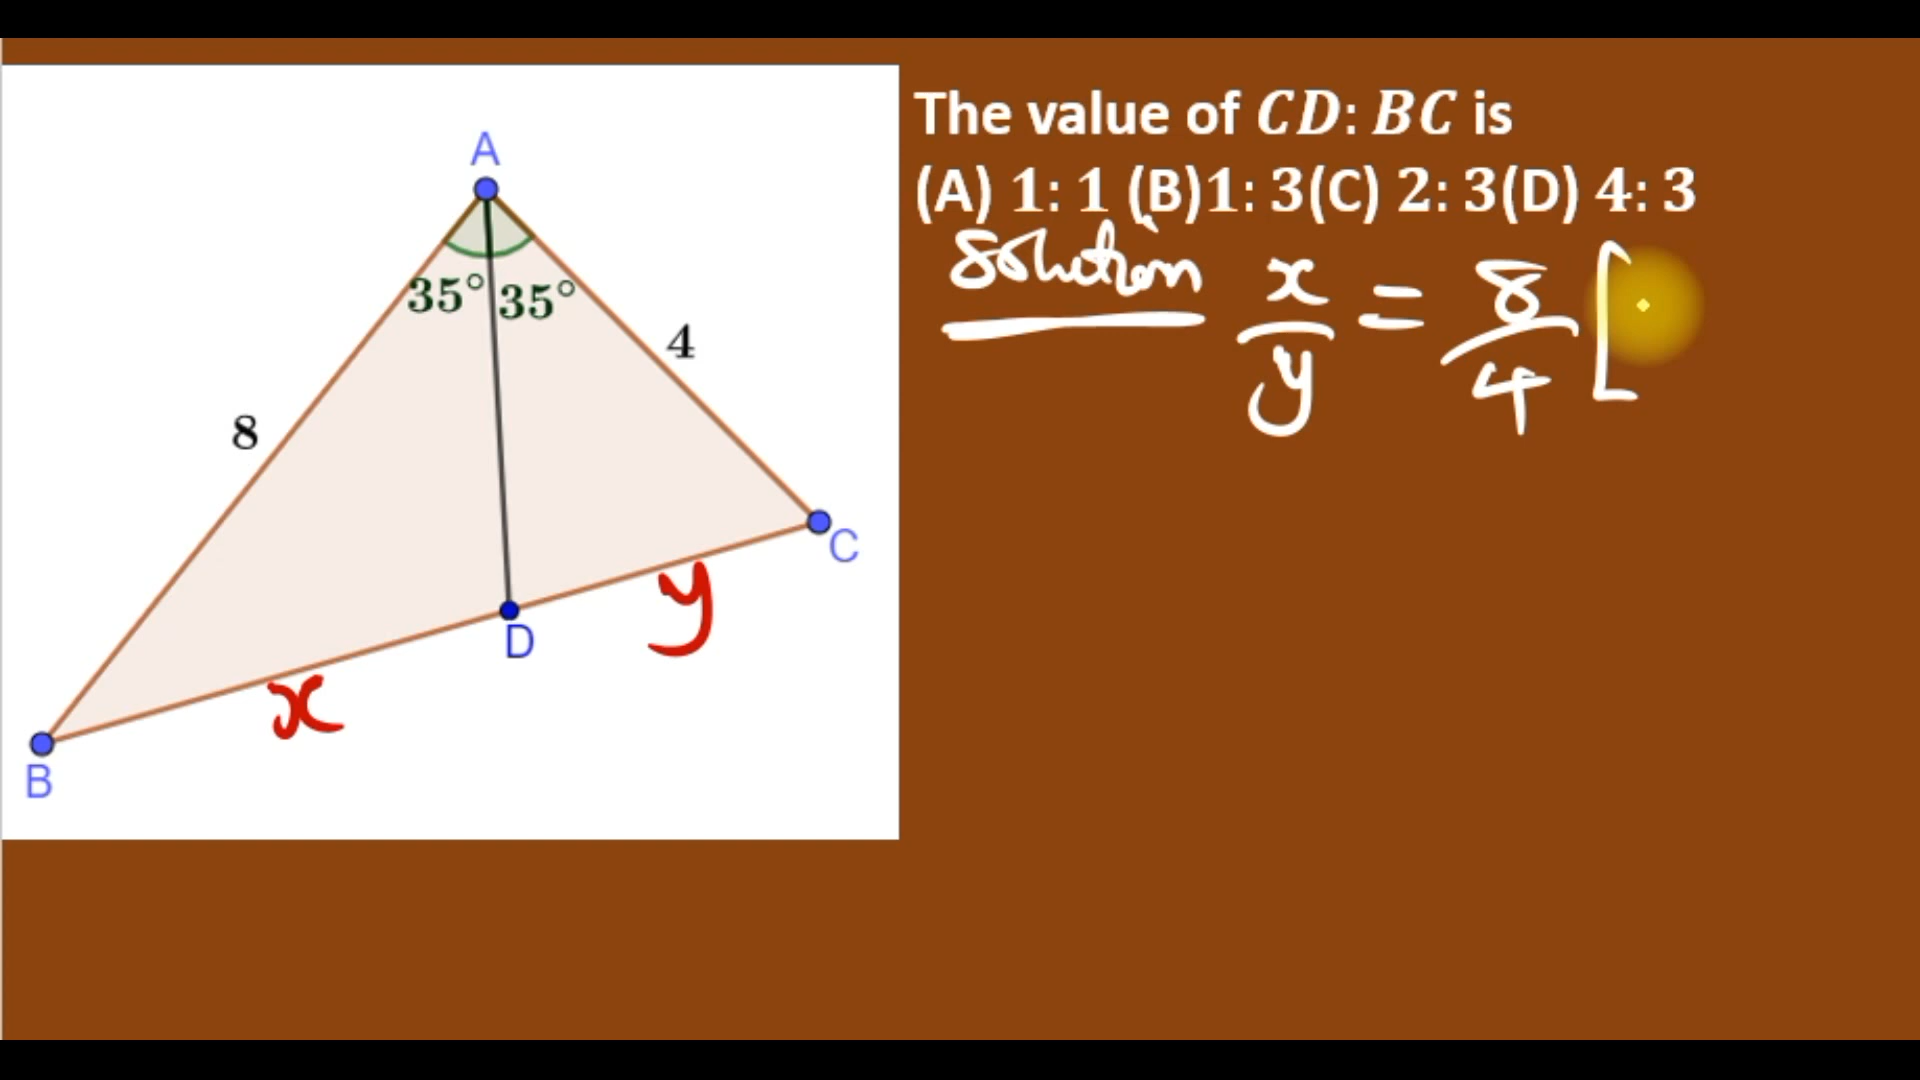 The value of CD: BC is
(A) 1: 1 (B)1: 3(C) 2: 3(D) 4: 3
Solution x/y = 8/4 [
A
35° 35°
4
8
C
y
D
x
B